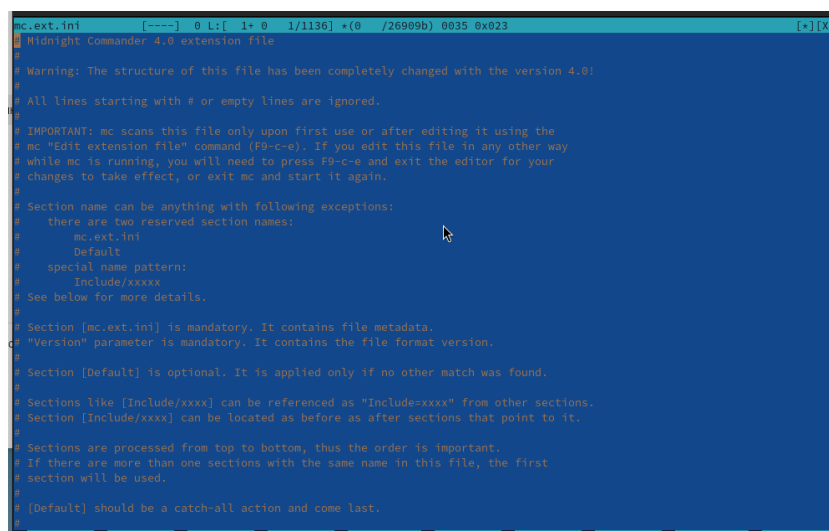 mc.ext.ini [----] 0 L:[ 1+ 0 1/1136] *(0 /26909b) 0035 0x023 [*][X
# Midnight Commander 4.0 extension file
#
# Warning: The structure of this file has been completely changed with the version 4.0!
#
# All lines starting with # or empty lines are ignored.
#
# IMPORTANT: mc scans this file only upon first use or after editing it using the
# mc "Edit extension file" command (F9-c-e). If you edit this file in any other way
# while mc is running, you will need to press F9-c-e and exit the editor for your
# changes to take effect, or exit mc and start it again.
#
# Section name can be anything with following exceptions:
#    there are two reserved section names:
#        mc.ext.ini
#        Default
#    special name pattern:
#        Include/xxxxx
# See below for more details.
#
# Section [mc.ext.ini] is mandatory. It contains file metadata.
# "Version" parameter is mandatory. It contains the file format version.
#
# Section [Default] is optional. It is applied only if no other match was found.
#
# Sections like [Include/xxxx] can be referenced as "Include=xxxx" from other sections.
# Section [Include/xxxx] can be located as before as after sections that point to it.
#
# Sections are processed from top to bottom, thus the order is important.
# If there are more than one sections with the same name in this file, the first
# section will be used.
#
# [Default] should be a catch-all action and come last.
#